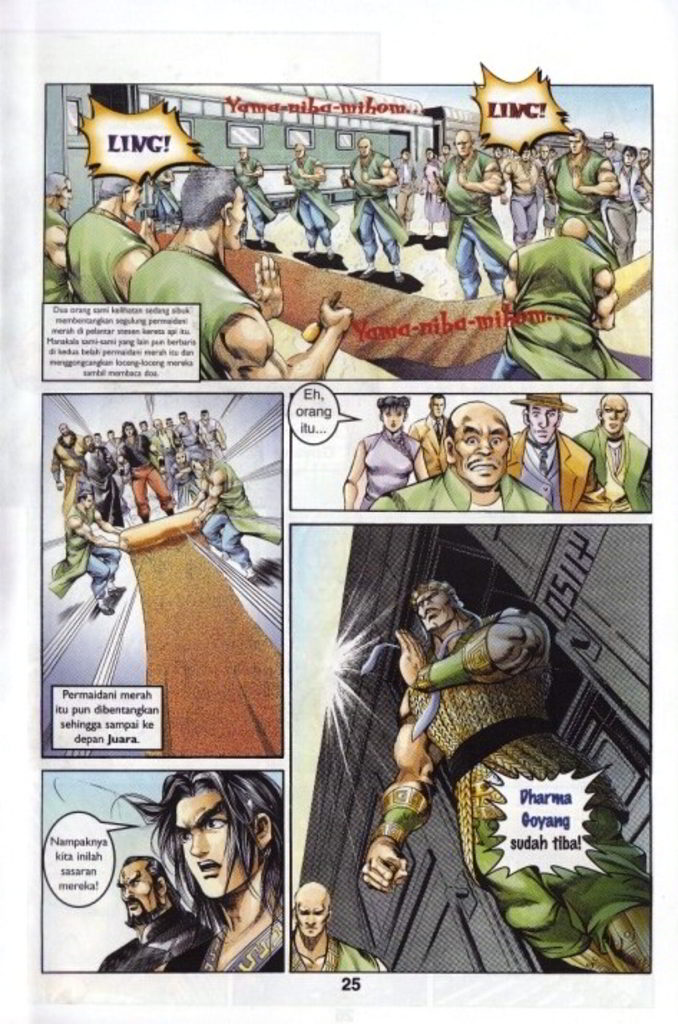 Yama-niba-mihom...
LING!
LING!
Yama-niba-mihom...
Dua orang sami kelihatan sedang sibuk
membentangkan segulung permaidani
merah di pelantar stesen kereta api itu.
Manakala sami-sami yang lain pun berbaris
di kedua belah permaidani merah itu dan
menggoncangkan loceng-loceng mereka
sambil membaca doa.
Eh,
orang
itu...
Permaidani merah
itu pun dibentangkan
sehingga sampai ke
depan Juara.
0511
Dharma
Goyang
sudah tiba!
Nampaknya
kita inilah
sasaran
mereka!
25